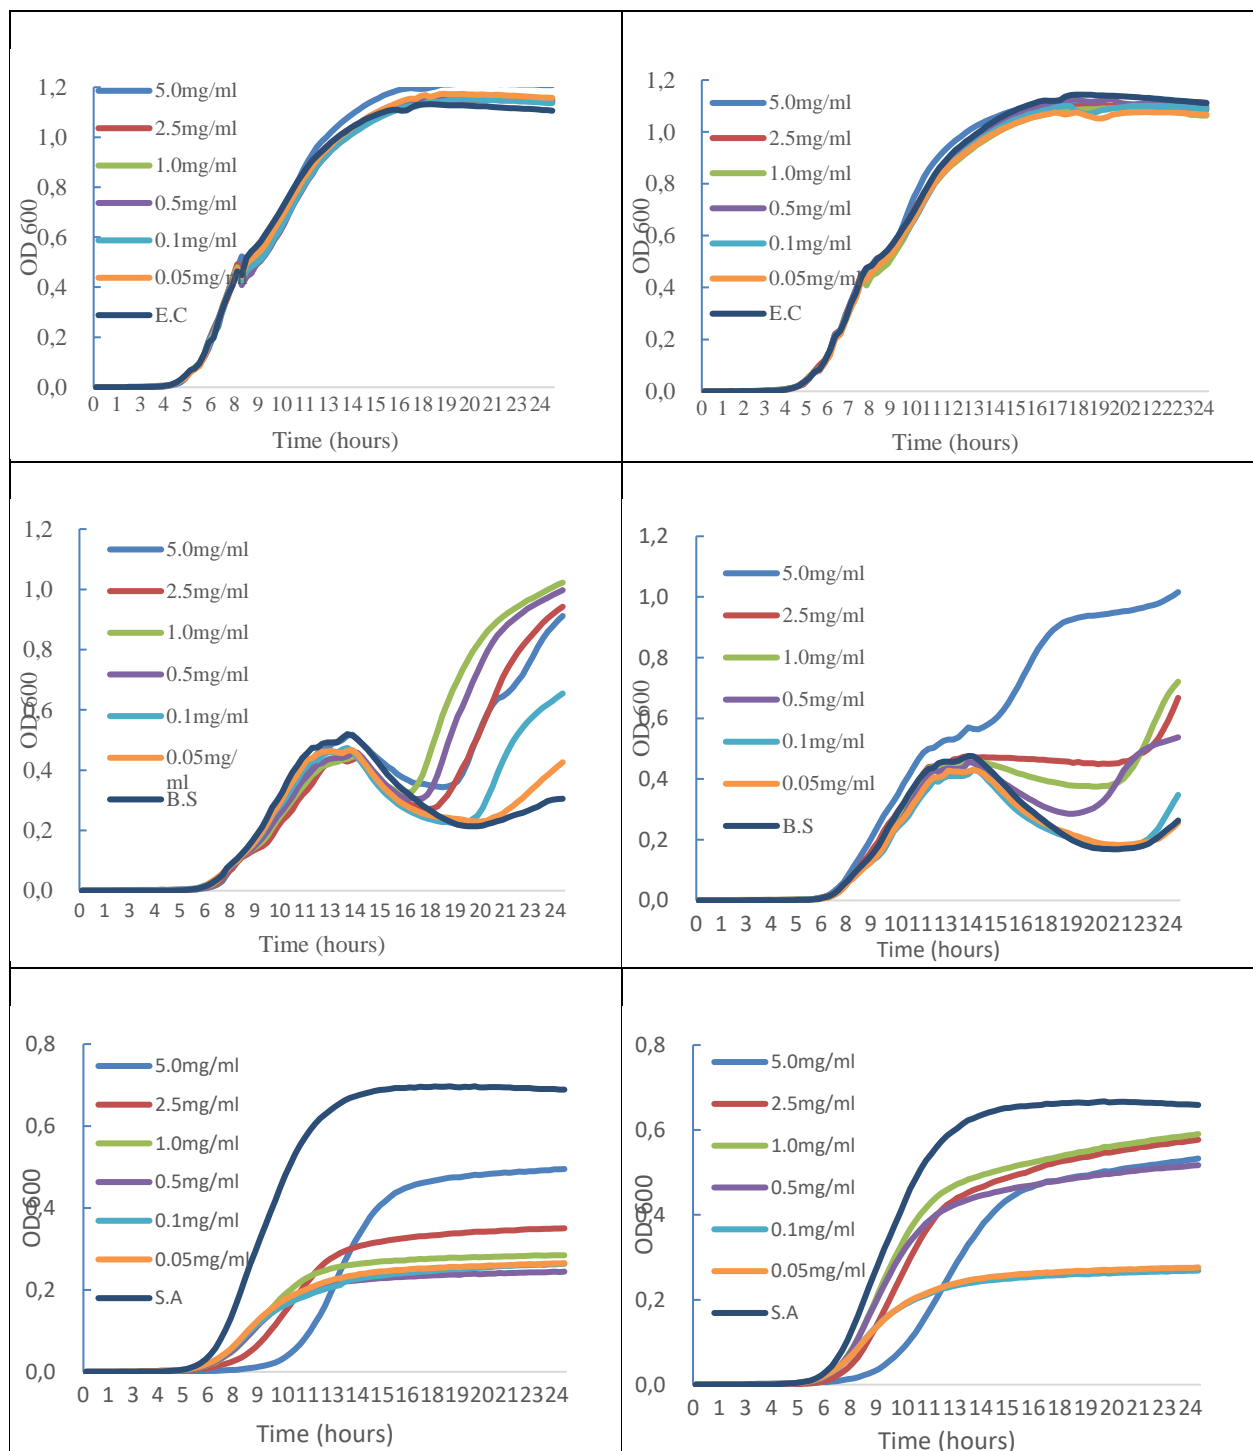 1,2
1,0
0,8
0,6
0,4
0,2
0,0
OD 600
5.0mg/ml
2.5mg/ml
1.0mg/ml
0.5mg/ml
0.1mg/ml
0.05mg/ml
E.C
0 1 3 4 5 6 8 9 10 11 13 14 15 16 18 19 20 21 23 24
Time (hours)
1,2
1,0
0,8
0,6
0,4
0,2
0,0
OD 600
5.0mg/ml
2.5mg/ml
1.0mg/ml
0.5mg/ml
0.1mg/ml
0.05mg/ml
E.C
0 1 2 3 4 5 6 7 8 9 10 11 12 13 14 15 16 17 18 19 20 21 22 23 24
Time (hours)
1,2
1,0
0,8
0,6
0,4
0,2
0,0
OD 600
5.0mg/ml
2.5mg/ml
1.0mg/ml
0.5mg/ml
0.1mg/ml
0.05mg/
ml
B.S
0 1 3 4 5 6 8 9 10 11 13 14 15 16 18 19 20 21 23 24
Time (hours)
1,2
1,0
0,8
0,6
0,4
0,2
0,0
OD 600
5.0mg/ml
2.5mg/ml
1.0mg/ml
0.5mg/ml
0.1mg/ml
0.05mg/ml
B.S
0 1 3 4 5 6 8 9 10 11 13 14 15 16 18 19 20 21 23 24
Time (hours)
0,8
0,6
0,4
0,2
0,0
OD 600
5.0mg/ml
2.5mg/ml
1.0mg/ml
0.5mg/ml
0.1mg/ml
0.05mg/ml
S.A
0 1 3 4 5 6 8 9 10 11 13 14 15 16 18 19 20 21 23 24
Time (hours)
0,8
0,6
0,4
0,2
0,0
OD 600
5.0mg/ml
2.5mg/ml
1.0mg/ml
0.5mg/ml
0.1mg/ml
0.05mg/ml
S.A
0 1 3 4 5 6 8 9 10 11 13 14 15 16 18 19 20 21 23 24
Time (hours)